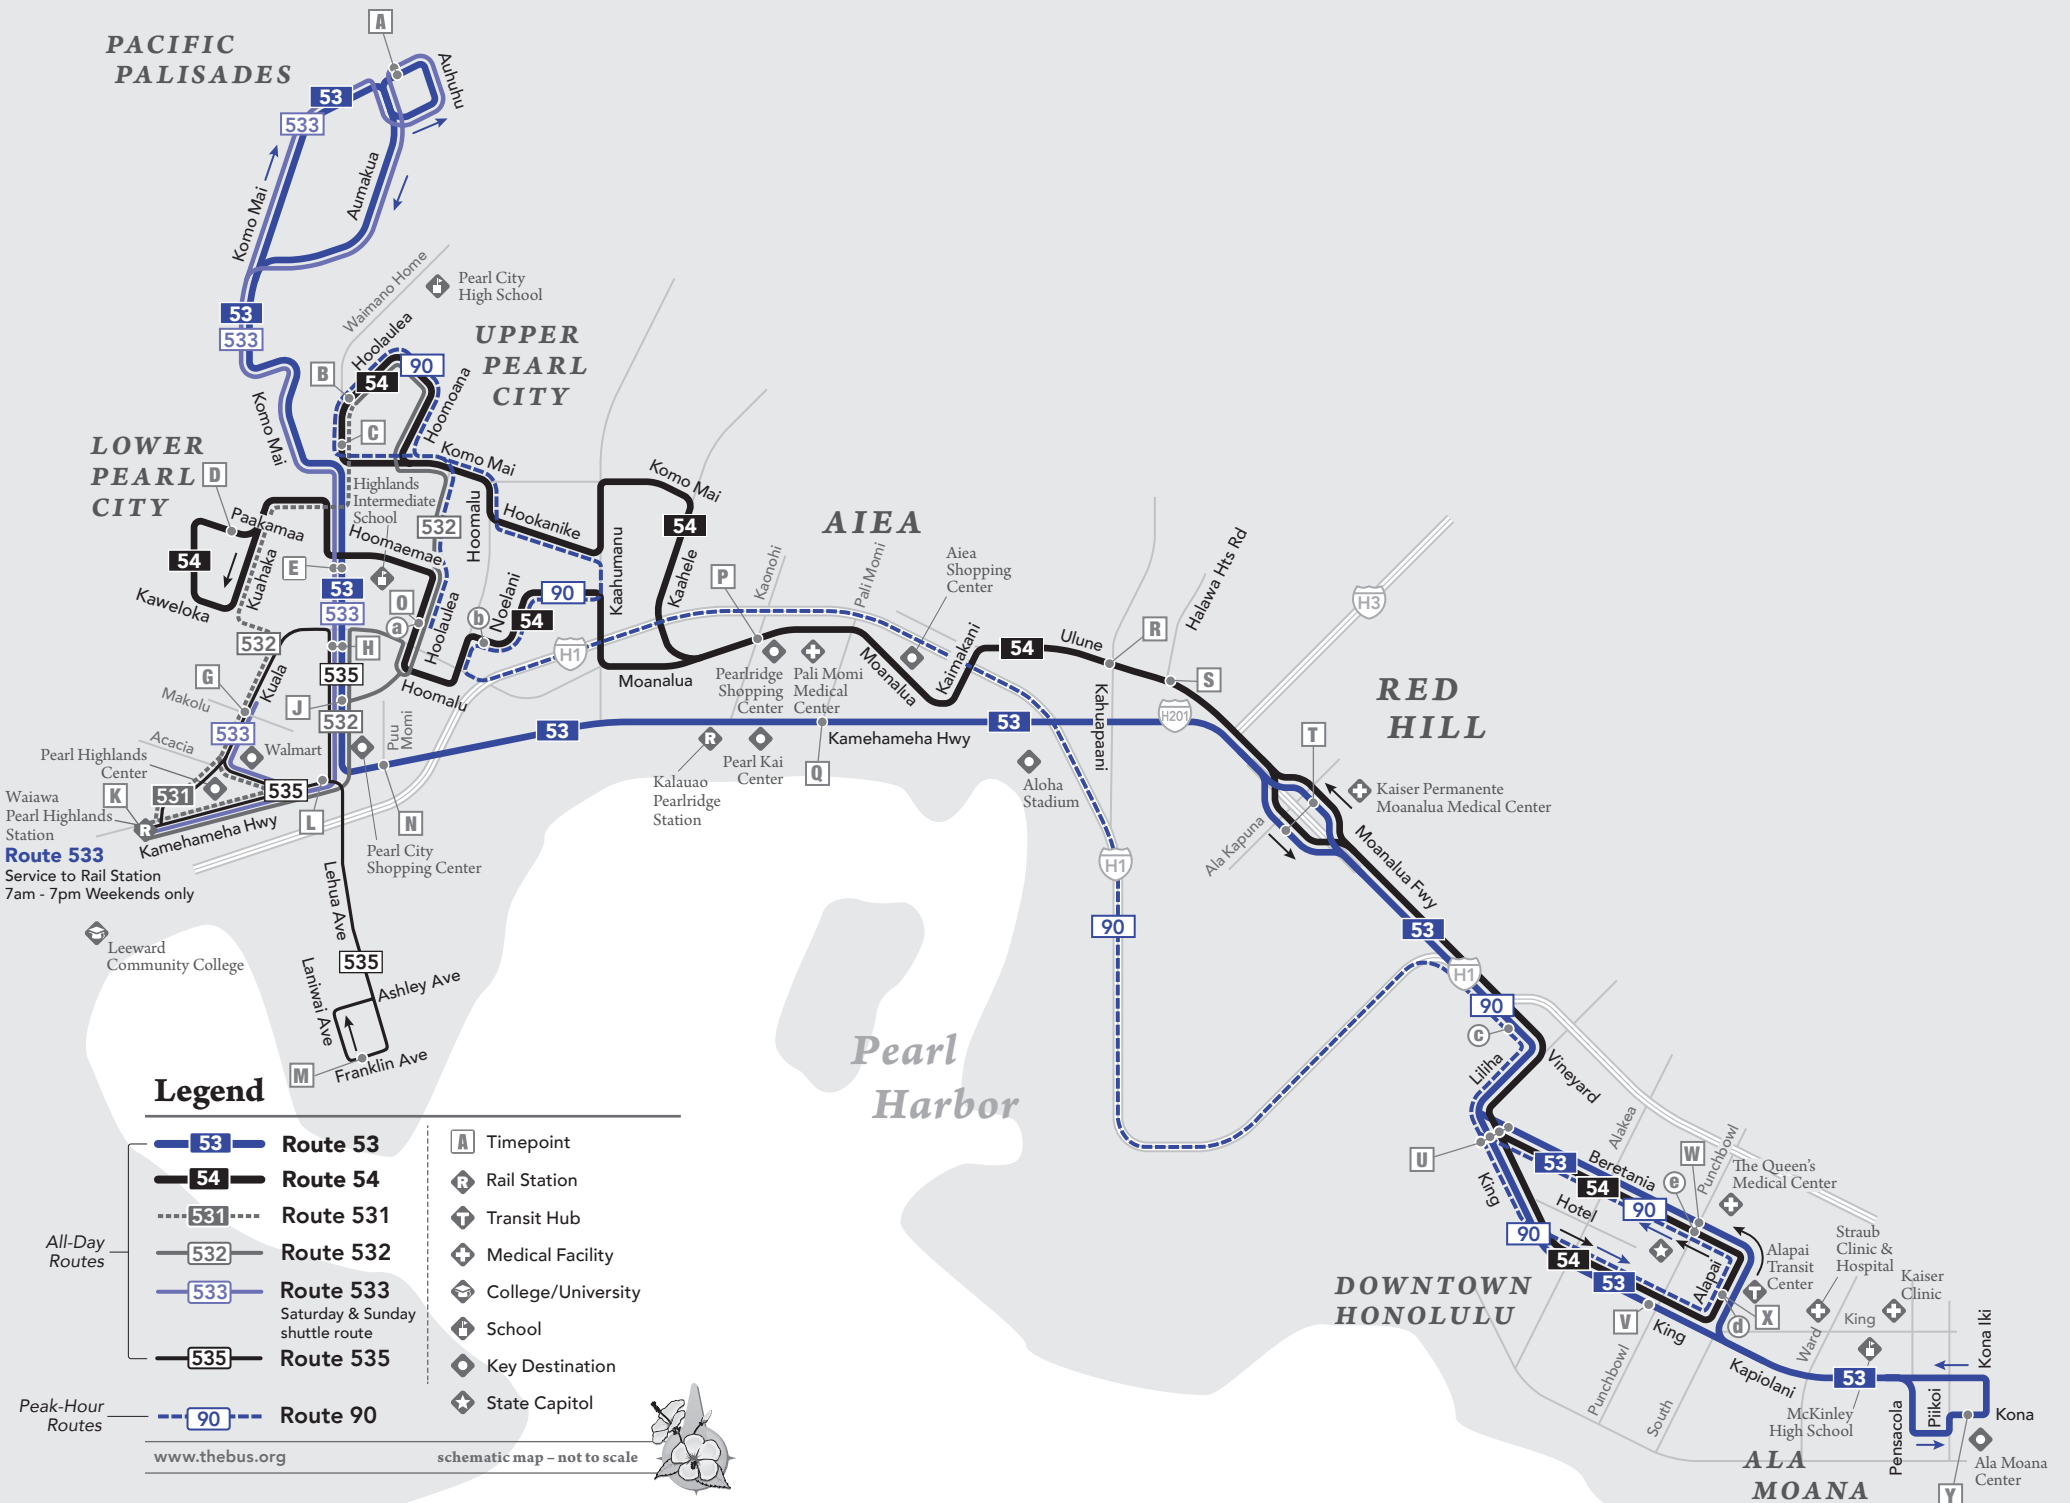 A
PACIFIC
PALISADES
Auhuhu
53
533
Komo Mai
Aumakua
Waimano Home
Pearl City
High School
53
533
UPPER
PEARL
CITY
Hoolaulea
B
54
90
Hoomoana
Komo Mai
C
LOWER
PEARL
CITY
D
Komo Mai
Komo Mai
Highlands
Intermediate
School
532
Hoomalu
Hookanike
54
Paakamaa
Hoomaemae
54
Kuahaka
Kaweloka
E
53
533
O
a
Hoolaulea
b
Noelani
90
54
Kaahumanu
Kaahele
P
Kaonohi
AIEA
Pali Momi
Aiea
Shopping
Center
Halawa Hts Rd
H3
532
H
535
Kuala
G
Makolu
J
532
Hoomalu
H1
Moanalua
Pearlridge
Shopping
Center
Pali Momi
Medical
Center
Moanalua
Kaimakani
54
Ulune
R
S
Kahuapaani
H201
RED
HILL
533
Acacia
Walmart
Puu
Momi
53
53
Kamehameha Hwy
Pearl Highlands
Center
K
531
535
Waiawa
Pearl Highlands
Station
R
Kamehameha Hwy
L
N
R
Kalauao
Pearlridge
Station
Pearl Kai
Center
Q
Aloha
Stadium
T
Kaiser Permanente
Moanalua Medical Center
Ala Kapuna
Moanalua Fwy
Route 533
Service to Rail Station
7am - 7pm Weekends only
Pearl City
Shopping Center
Lehua Ave
H1
90
53
Leeward
Community College
535
Laniwai Ave
Ashley Ave
Franklin Ave
M
Pearl
Harbor
H1
90
c
Liliha
Vineyard
U
King
53
Beretania
54
90
Alakea
Punchbowl
W
e
The Queen's
Medical Center
Hotel
90
54
53
Alapai
Alapai
Transit
Center
Straub
Clinic &
Hospital
Kaiser
Clinic
DOWNTOWN
HONOLULU
V
King
d
X
Ward
King
Kona Iki
Kapiolani
53
Punchbowl
South
McKinley
High School
Pensacola
Piikoi
Kona
ALA
MOANA
Y
Ala Moana
Center
Legend
All-Day
Routes
53
Route 53
54
Route 54
531
Route 531
532
Route 532
533
Route 533
Saturday & Sunday
shuttle route
535
Route 535
Peak-Hour
Routes
90
Route 90
A
Timepoint
R
Rail Station
T
Transit Hub
Medical Facility
College/University
School
Key Destination
State Capitol
www.thebus.org
schematic map – not to scale